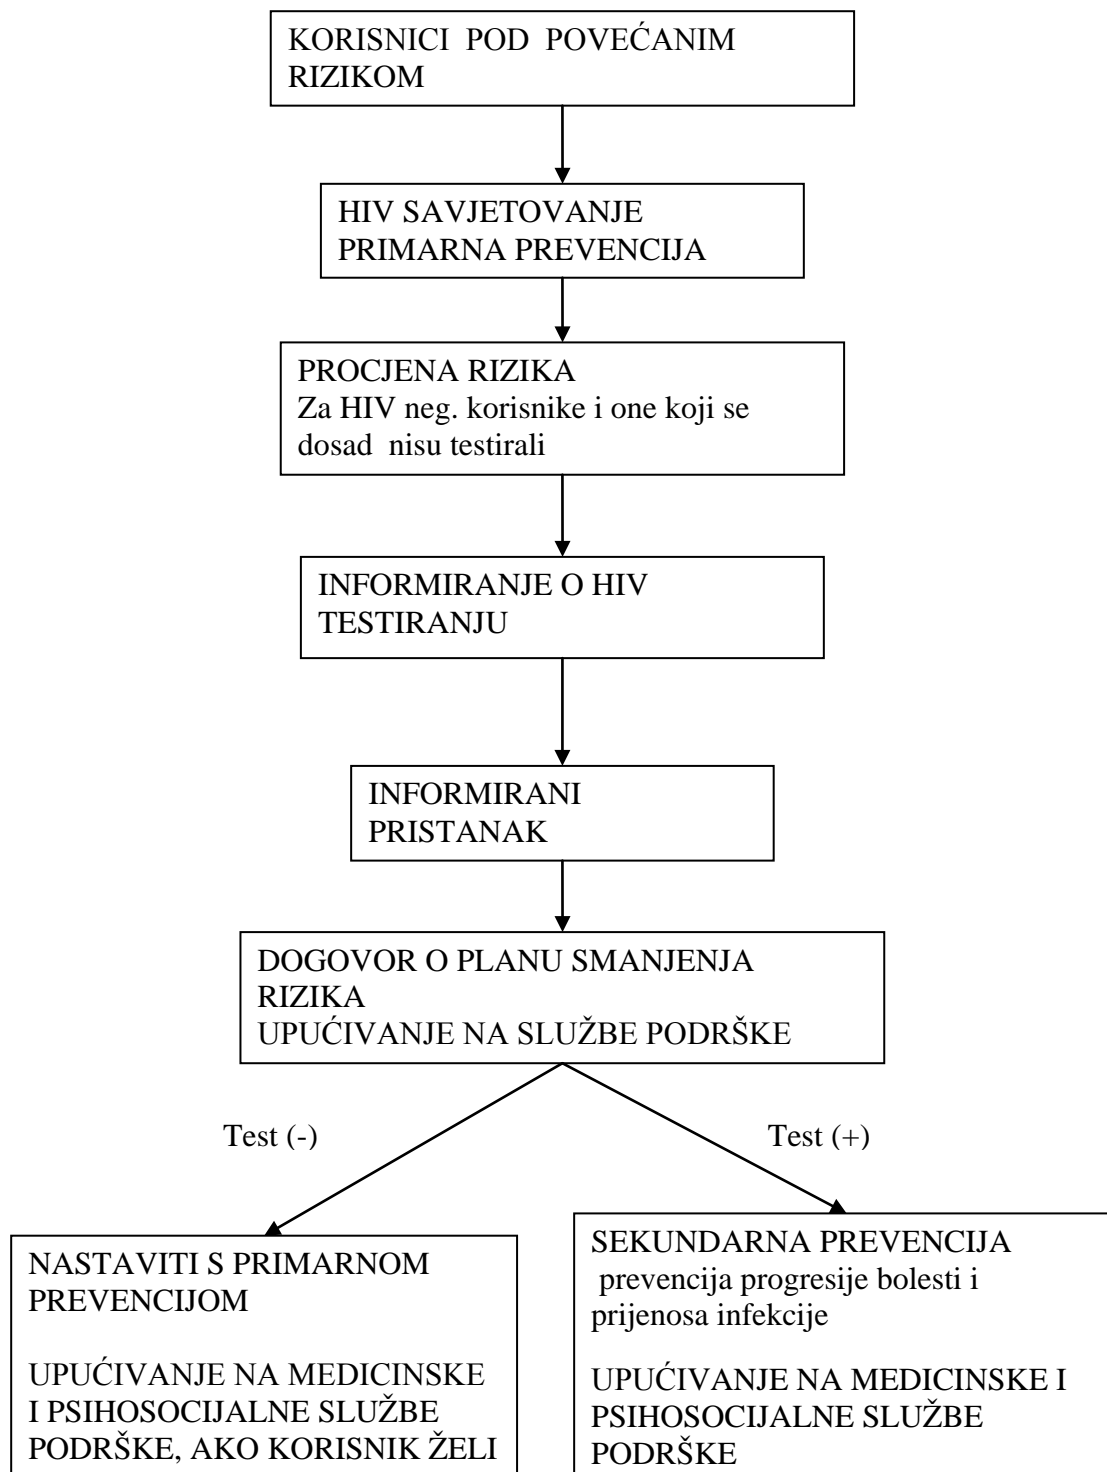 KORISNICI POD POVEĆANIM
RIZIKOM
HIV SAVJETOVANJE
PRIMARNA PREVENCIJA
PROCJENA RIZIKA
Za HIV neg. korisnike i one koji se
dosad nisu testirali
INFORMIRANJE O HIV
TESTIRANJU
INFORMIRANI
PRISTANAK
DOGOVOR O PLANU SMANJENJA
RIZIKA
UPUĆIVANJE NA SLUŽBE PODRŠKE
Test (-)
Test (+)
NASTAVITI S PRIMARNOM
PREVENCIJOM
UPUĆIVANJE NA MEDICINSKE
I PSIHOSOCIJALNE SLUŽBE
PODRŠKE, AKO KORISNIK ŽELI
SEKUNDARNA PREVENCIJA
prevencija progresije bolesti i
prijenosa infekcije
UPUĆIVANJE NA MEDICINSKE I
PSIHOSOCIJALNE SLUŽBE
PODRŠKE